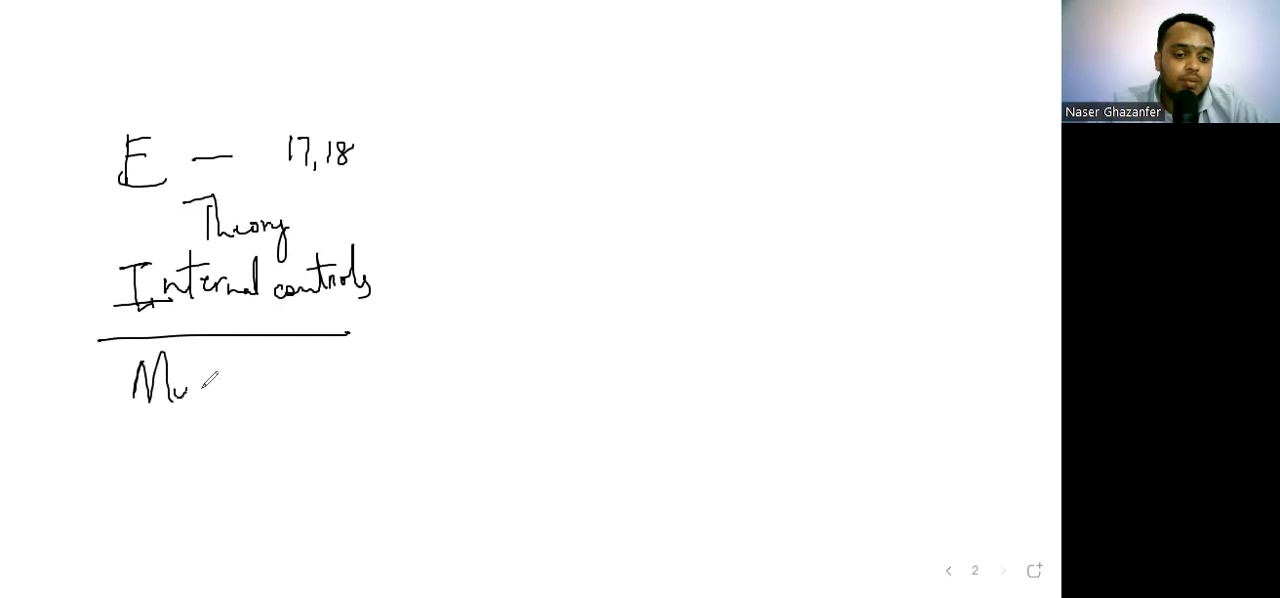 E — 17, 18
Theory
Internal controls
Mu
Naser Ghazanfer
2